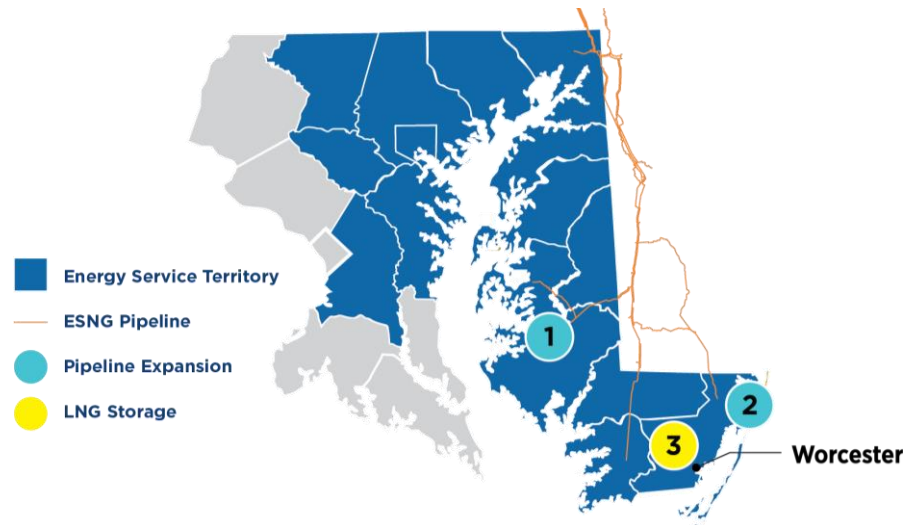 Energy Service Territory
ESNG Pipeline
Pipeline Expansion
LNG Storage
1
2
3
Worcester